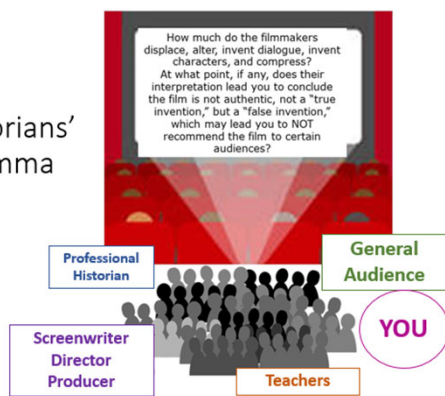 How much do the filmmakers
displace, alter, invent dialogue, invent
characters, and compress?
At what point, if any, does their
interpretation lead you to conclude
the film is not authentic, not a “true
invention,” but a “false invention,”
which may lead you to NOT
recommend the film to certain
audiences?
orians’
mma
Professional
Historian
General
Audience
YOU
Screenwriter
Director
Producer
Teachers